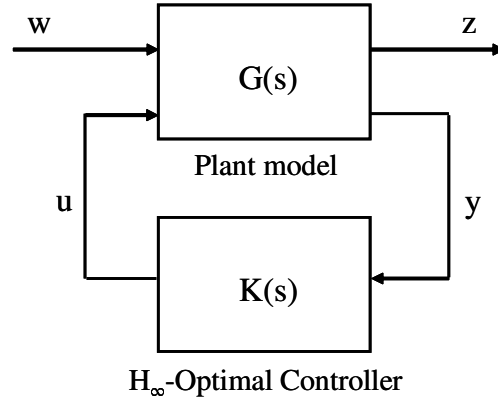 w
z
G(s)
Plant model
u
y
K(s)
H∞-Optimal Controller